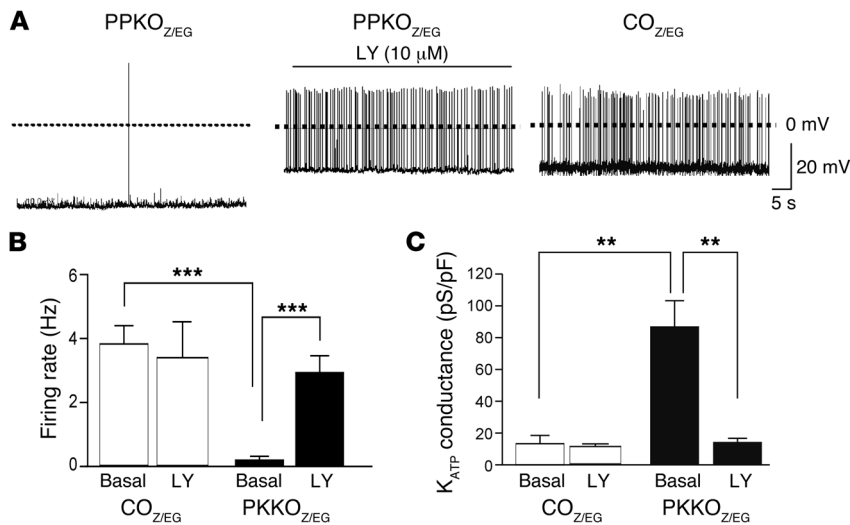 A
PPKOZ/EG
PPKOZ/EG
COZ/EG
LY (10 µM)
0 mV
20 mV
5 s
B
Firing rate (Hz)
6
4
2
0
***
***
Basal
LY
Basal
LY
COZ/EG
PKKOZ/EG
C
KATP conductance (pS/pF)
120
100
80
60
40
20
0
**
**
Basal
LY
Basal
LY
COZ/EG
PKKOZ/EG